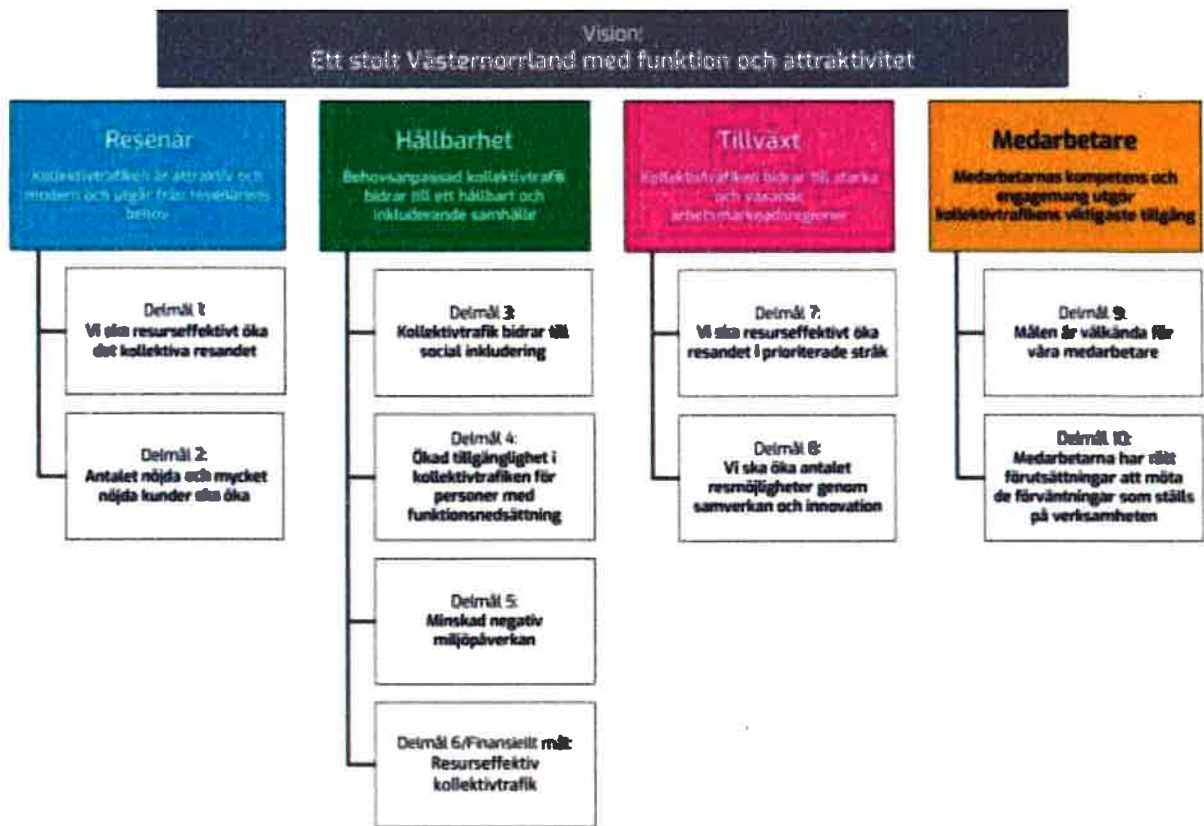 Vision:
Ett stolt Västernorrland med funktion och attraktivitet
Resenär
Kollektivtrafiken är attraktiv och
modern och utgår från resenärens
behov
Delmål 1:
Vi ska resurseffektivt öka
det kollektiva resandet
Delmål 2:
Antalet nöjda och mycket
nöjda kunder ska öka
Hållbarhet
Behovsanpassad kollektivtrafik
bidrar till ett hållbart och
inkluderande samhälle
Delmål 3:
Kollektivtrafik bidrar till
social inkludering
Delmål 4:
Ökad tillgänglighet i
kollektivtrafiken för
personer med
funktionsnedsättning
Delmål 5:
Minskad negativ
miljöpåverkan
Delmål 6/Finansiellt mål:
Resurseffektiv
kollektivtrafik
Tillväxt
Kollektivtrafiken bidrar till starka
och växande
arbetsmarknadsregioner
Delmål 7:
Vi ska resurseffektivt öka
resandet i prioriterade stråk
Delmål 8:
Vi ska öka antalet
resmöjligheter genom
samverkan och innovation
Medarbetare
Medarbetarnas kompetens och
engagemang utgör
kollektivtrafikens viktigaste tillgång
Delmål 9:
Målen är välkända för
våra medarbetare
Delmål 10:
Medarbetarna har rätt
förutsättningar att möta
de förväntningar som ställs
på verksamheten